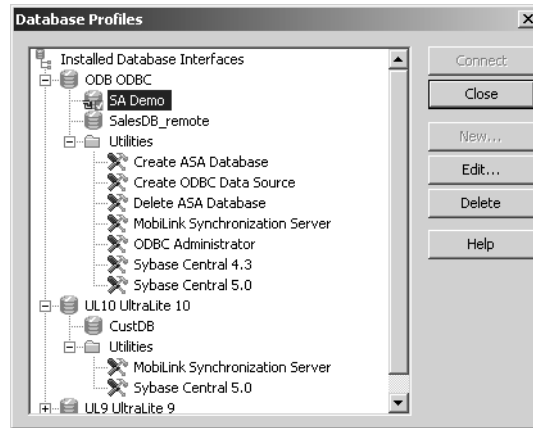 Database Profiles
Installed Database Interfaces
ODB ODBC
SA Demo
SalesDB_remote
Utilities
Create ASA Database
Create ODBC Data Source
Delete ASA Database
MobiLink Synchronization Server
ODBC Administrator
Sybase Central 4.3
Sybase Central 5.0
UL10 UltraLite 10
CustDB
Utilities
MobiLink Synchronization Server
Sybase Central 5.0
UL9 UltraLite 9
Connect
Close
New...
Edit...
Delete
Help